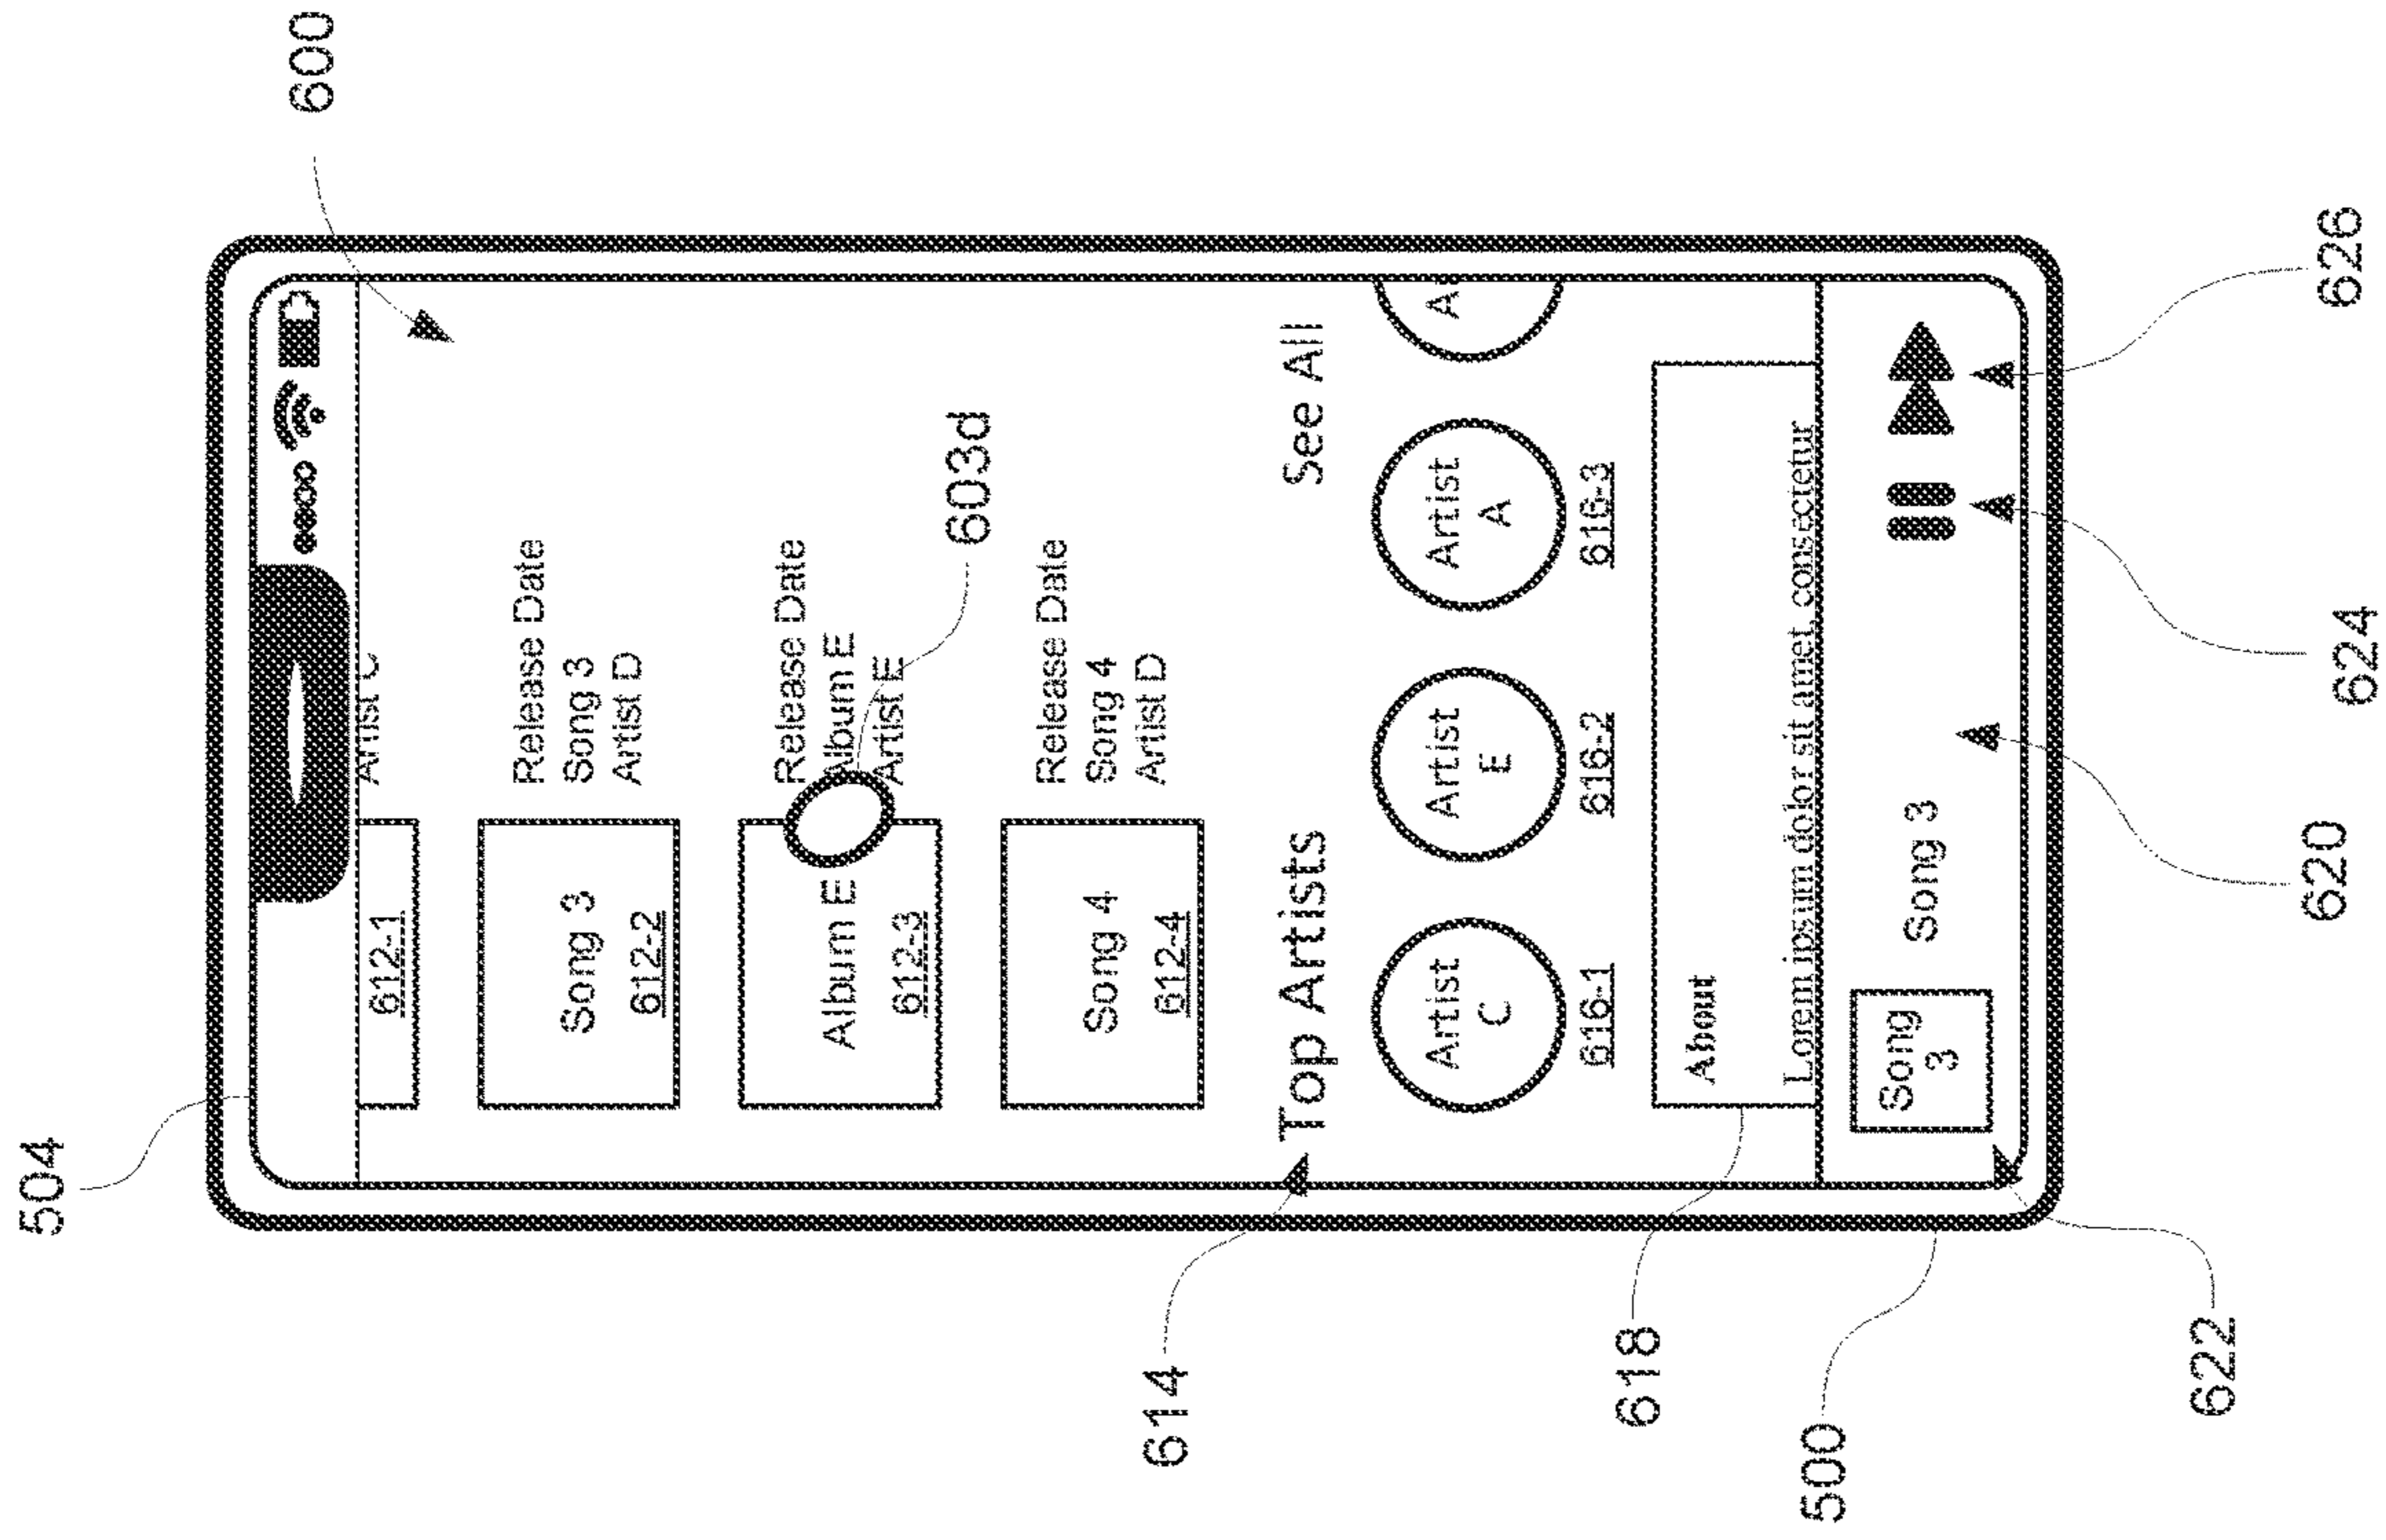 504
600
Artist
612-1
Release Date
Song 3
Artist D
Song 3
612-2
Release Date
Album E
Artist E
Album E
612-3
603d
Release Date
Song 4
Artist D
Song 4
612-4
614
Top Artists
See All
Artist C
616-1
Artist E
616-2
Artist A
616-3
A
618
About
Lorem ipsum dolor sit amet, consectetur
Song 3
Song 3
500
622
620
624
626